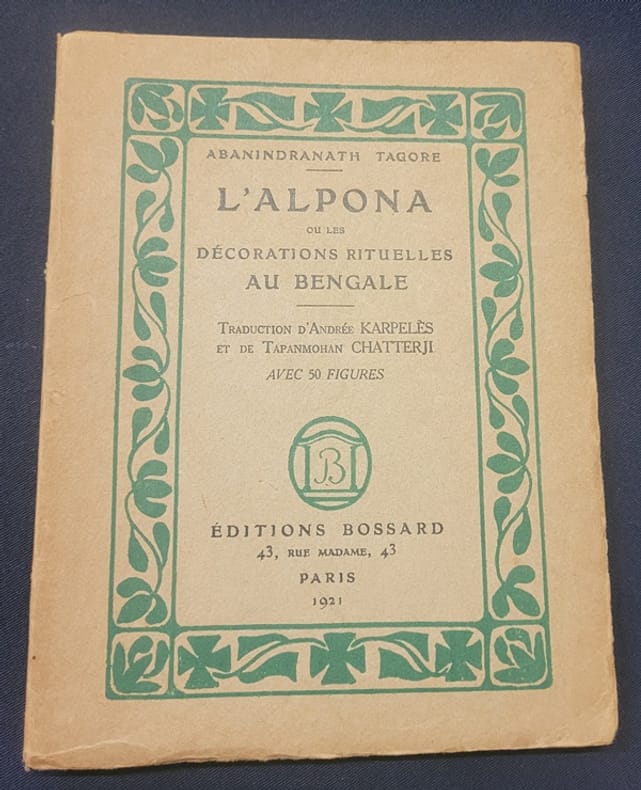 ABANINDRANATH TAGORE
L'ALPONA
OU LES
DÉCORATIONS RITUELLES
AU BENGALE
TRADUCTION D'ANDRÉE KARPELÈS
ET DE TAPANMOHAN CHATTERJI
AVEC 50 FIGURES
B
ÉDITIONS BOSSARD
43, RUE MADAME, 43
PARIS
1921